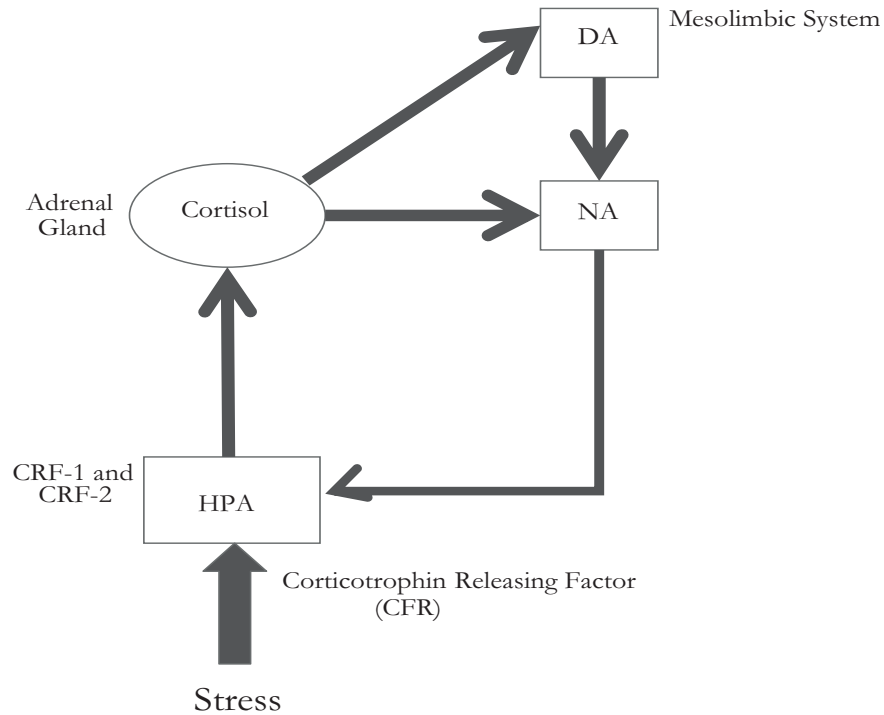 DA
Mesolimbic System
Adrenal
Gland
Cortisol
NA
CRF-1 and
CRF-2
HPA
Corticotrophin Releasing Factor
(CFR)
Stress